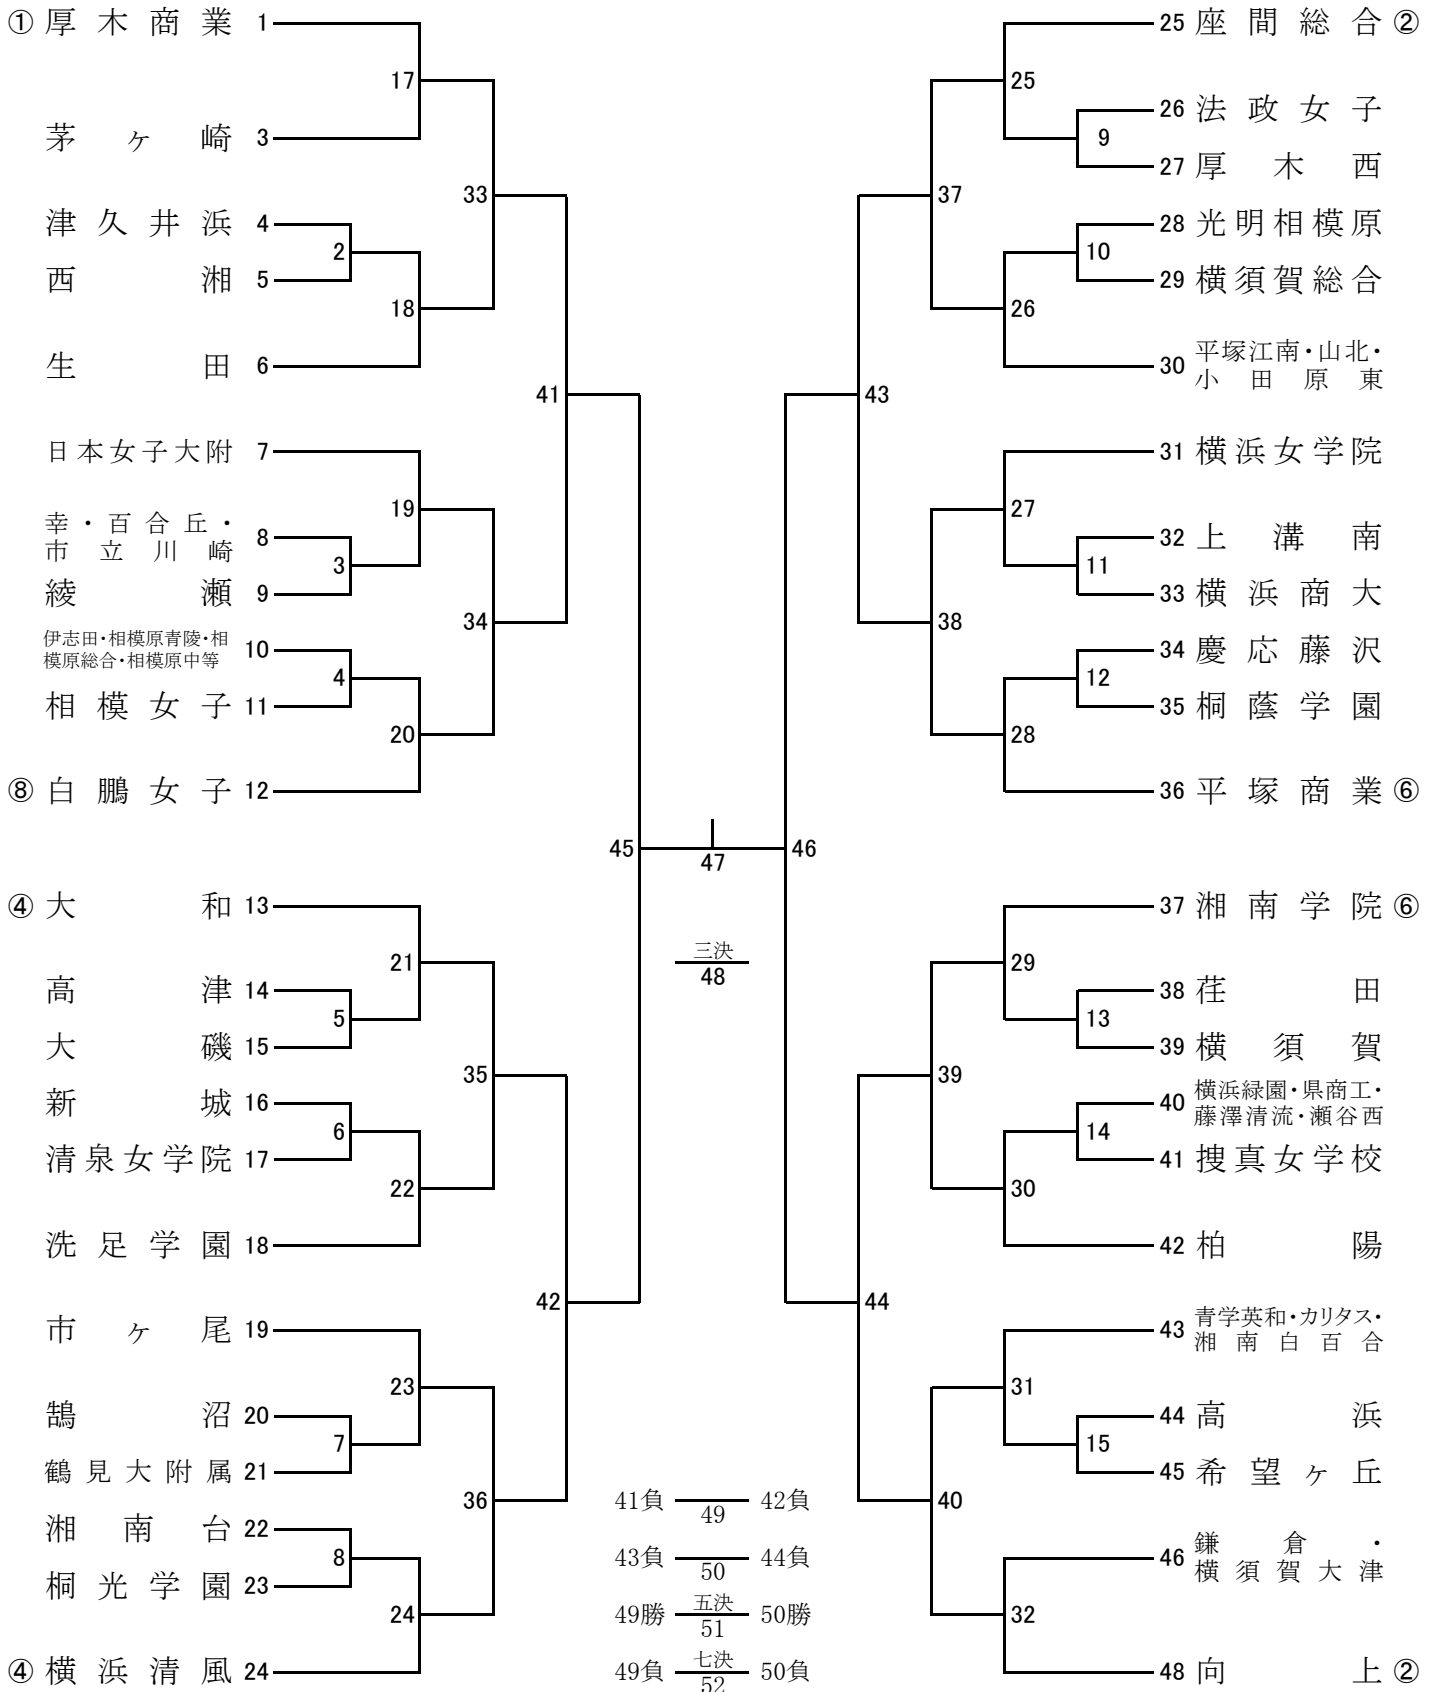 ① 厚木商業 1
17
茅ヶ崎 3
33
津久井浜 4
2
西湘 5
18
生田 6
41
日本女子大附 7
19
幸・百合丘・
市立川崎 8
3
綾瀬 9
34
伊志田・相模原青陵・相
模原総合・相模原中等 10
4
相模女子 11
20
⑧ 白鵬女子 12
45
④ 大和 13
21
高津 14
5
大磯 15
35
新城 16
6
清泉女学院 17
22
洗足学園 18
42
市ヶ尾 19
23
鵠沼 20
7
鶴見大附属 21
36
湘南台 22
8
桐光学園 23
24
④ 横浜清風 24
47
三決
48
41負 49 42負
43負 50 44負
49勝 五決 50勝
51
49負 七決 50負
52
25 座間総合 ②
25
26 法政女子
9
27 厚木西
37
28 光明相模原
10
29 横須賀総合
26
30 平塚江南・山北・
小田原東
43
31 横浜女学院
27
32 上溝南
11
33 横浜商大
38
34 慶応藤沢
12
35 桐蔭学園
28
36 平塚商業 ⑥
46
37 湘南学院 ⑥
29
38 荏田
13
39 横須賀
39
40 横浜緑園・県商工・
藤澤清流・瀬谷西
14
41 捜真女学校
30
42 柏陽
44
43 青学英和・カリタス・
湘南白百合
31
44 高浜
15
45 希望ヶ丘
40
46 鎌倉・
横須賀大津
32
48 向上 ②